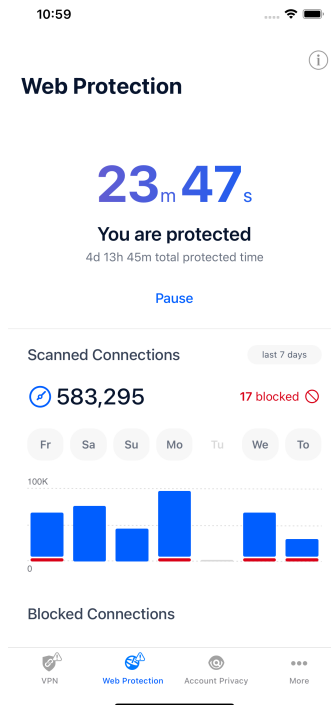 10:59
Web Protection
23m 47s
You are protected
4d 13h 45m total protected time
Pause
Scanned Connections last 7 days
583,295 17 blocked
Fr Sa Su Mo Tu We To
100K
0
Blocked Connections
VPN Web Protection Account Privacy More